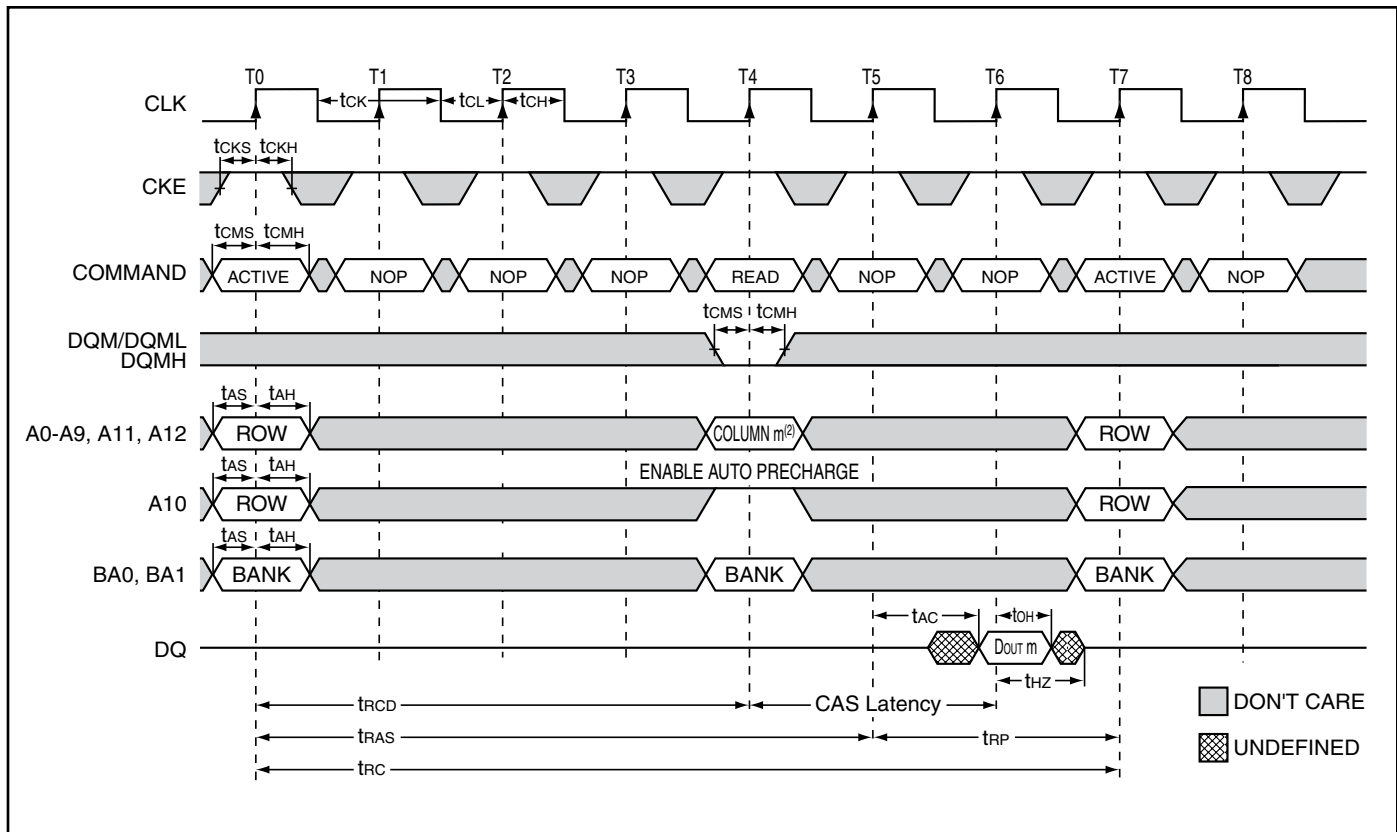 T0 T1 T2 T3 T4 T5 T6 T7 T8
CLK tCK tCL tCH
tCKS tCKH
CKE
tCMS tCMH
COMMAND ACTIVE NOP NOP NOP READ NOP NOP ACTIVE NOP
tCMS tCMH
DQM/DQML
DQMH
tAS tAH
A0-A9, A11, A12 ROW COLUMN m(2) ROW
tAS tAH ENABLE AUTO PRECHARGE
A10 ROW ROW
tAS tAH
BA0, BA1 BANK BANK BANK
tAC tOH
DQ DOUT m
tHZ
tRCD CAS Latency DON'T CARE
tRAS tRP
UNDEFINED
tRC